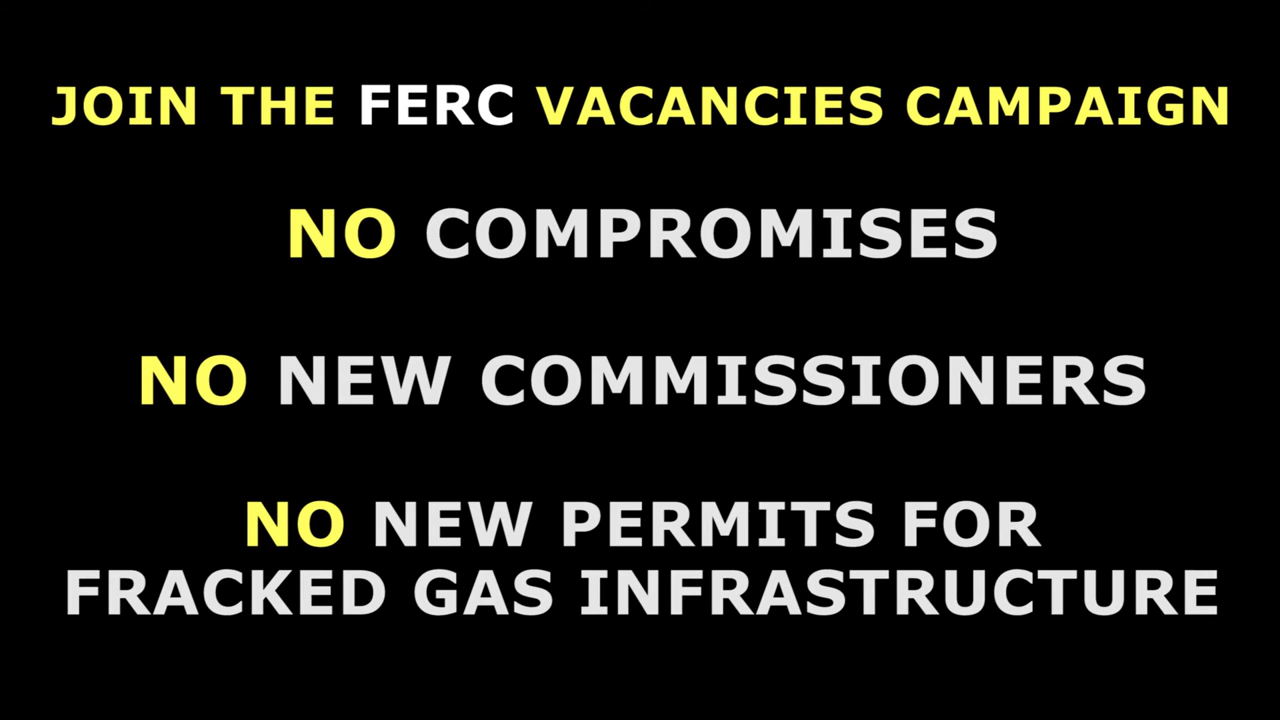 JOIN THE FERC VACANCIES CAMPAIGN
NO COMPROMISES
NO NEW COMMISSIONERS
NO NEW PERMITS FOR
FRACKED GAS INFRASTRUCTURE